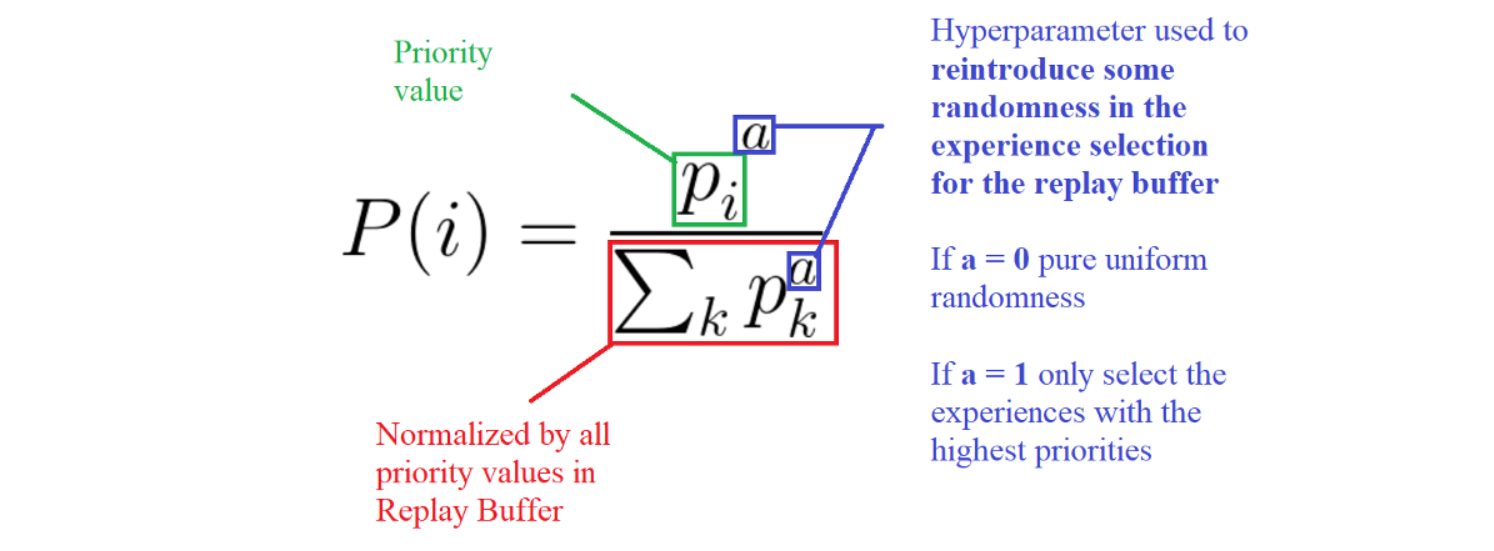 Priority
value
P(i) = p_i^a / ∑_k p_k^a
Normalized by all
priority values in
Replay Buffer
Hyperparameter used to
reintroduce some
randomness in the
experience selection
for the replay buffer
If a = 0 pure uniform
randomness
If a = 1 only select the
experiences with the
highest priorities